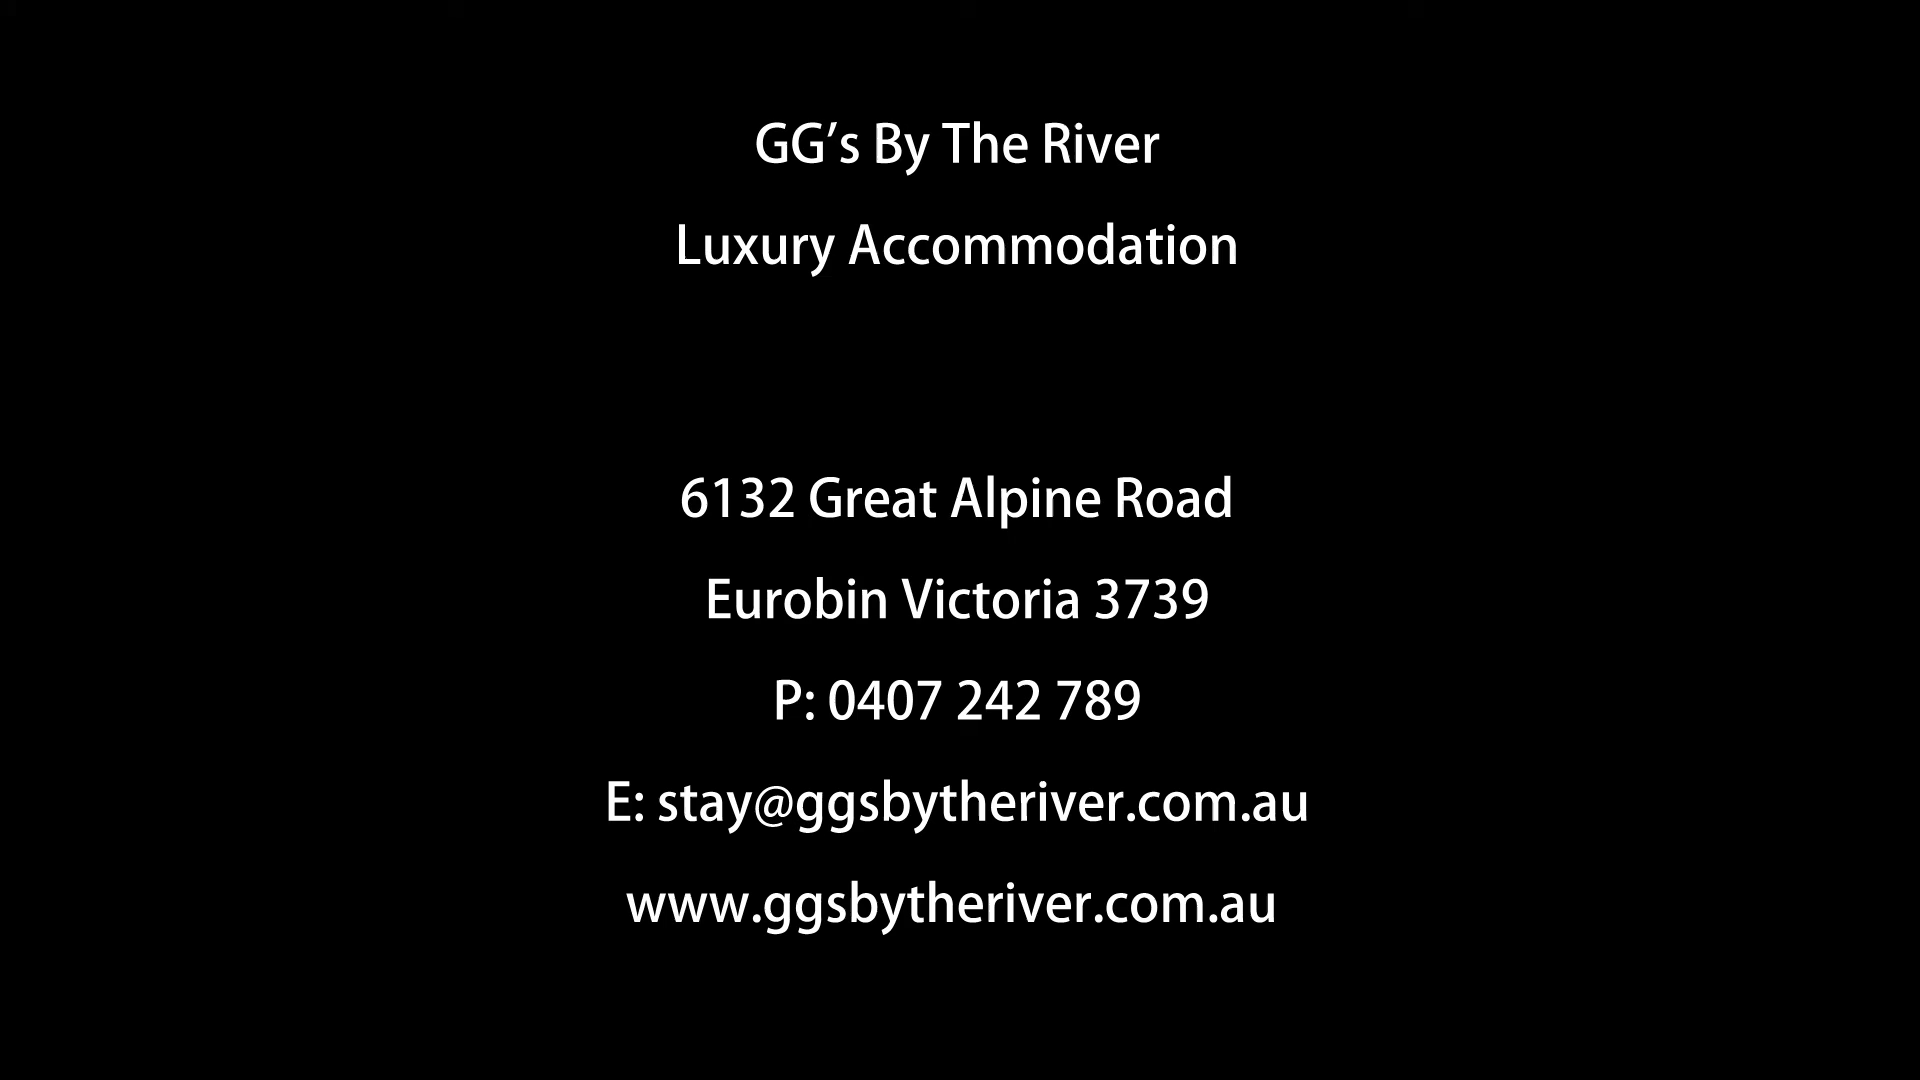 GG’s By The River
Luxury Accommodation
6132 Great Alpine Road
Eurobin Victoria 3739
P: 0407 242 789
E: stay@ggsbytheriver.com.au
www.ggsbytheriver.com.au